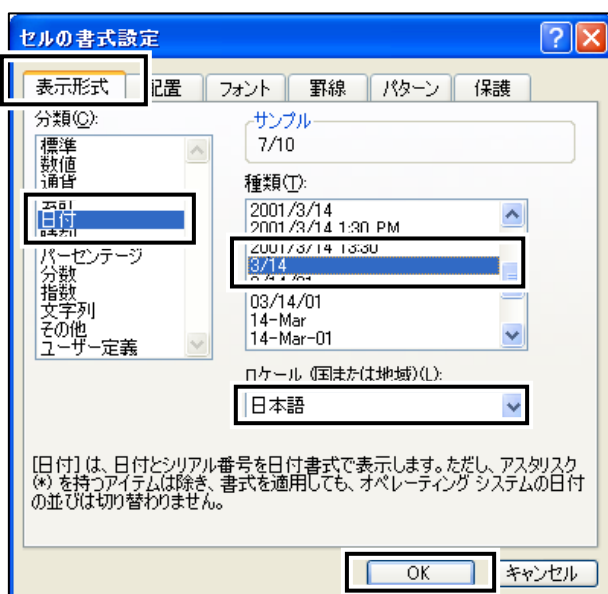 セルの書式設定
表示形式 配置 フォント 罫線 パターン 保護
分類(C):
標準
数値
通貨
会計
日付
時刻
パーセンテージ
分数
指数
文字列
その他
ユーザー定義
サンプル
7/10
種類(T):
2001/3/14
2001/3/14 1:30 PM
2001/3/14 13:30
3/14
3/14/01
03/14/01
14-Mar
14-Mar-01
ロケール (国または地域)(L):
日本語
[日付] は、日付とシリアル番号を日付書式で表示します。ただし、アスタリスク
(*) を持つアイテムは除き、書式を適用しても、オペレーティング システムの日付
の並びは切り替わりません。
OK キャンセル